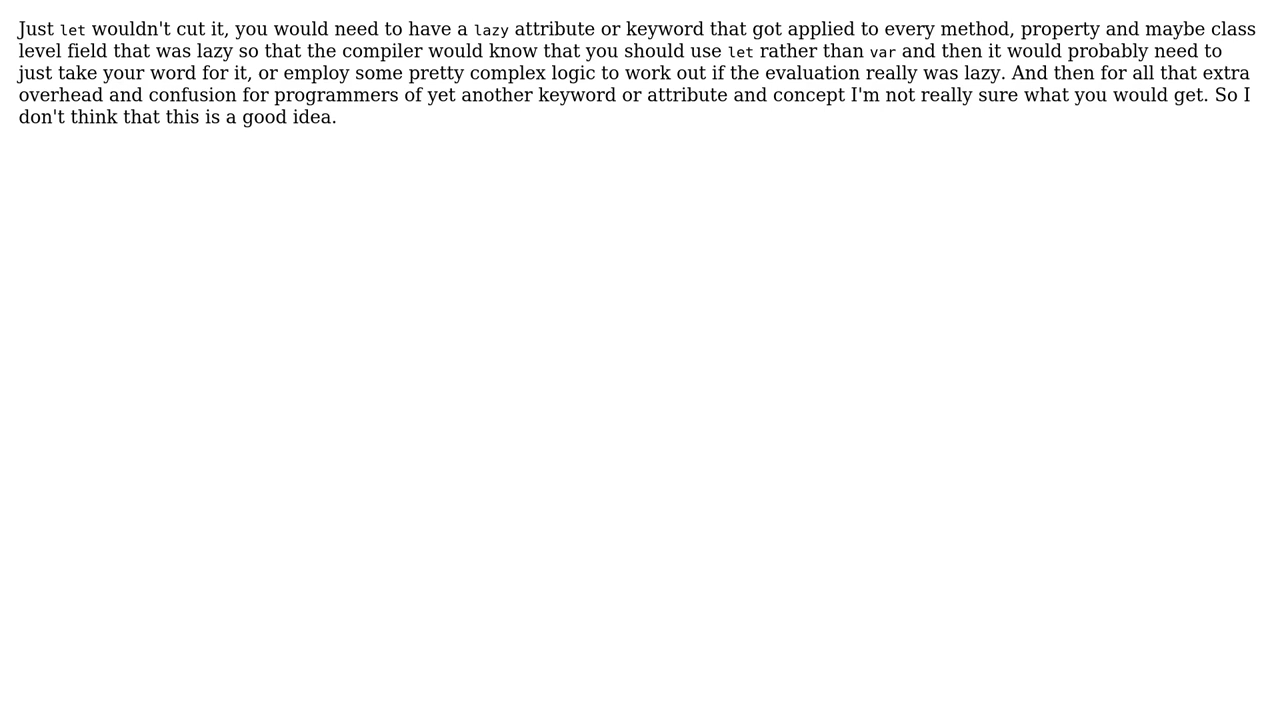 Just let wouldn't cut it, you would need to have a lazy attribute or keyword that got applied to every method, property and maybe class
level field that was lazy so that the compiler would know that you should use let rather than var and then it would probably need to
just take your word for it, or employ some pretty complex logic to work out if the evaluation really was lazy. And then for all that extra
overhead and confusion for programmers of yet another keyword or attribute and concept I'm not really sure what you would get. So I
don't think that this is a good idea.